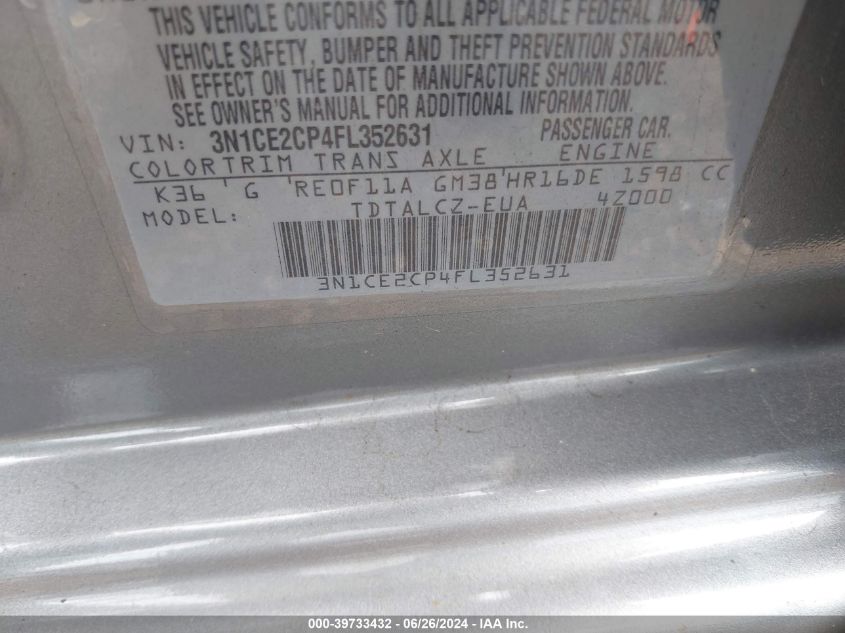 THIS VEHICLE CONFORMS TO ALL APPLICABLE FEDERAL MOTOR
VEHICLE SAFETY, BUMPER AND THEFT PREVENTION STANDARDS
IN EFFECT ON THE DATE OF MANUFACTURE SHOWN ABOVE.
SEE OWNER'S MANUAL FOR ADDITIONAL INFORMATION.
VIN: 3N1CE2CP4FL352631 PASSENGER CAR.
COLORTRIM TRANS AXLE ENGINE
K36 ' G 'RE0F11A GM38'HR16DE 1598 CC
MODEL: TDTALCZ-EUA 4Z000
3N1CE2CP4FL352631
000-39733432 - 06/26/2024 - IAA Inc.